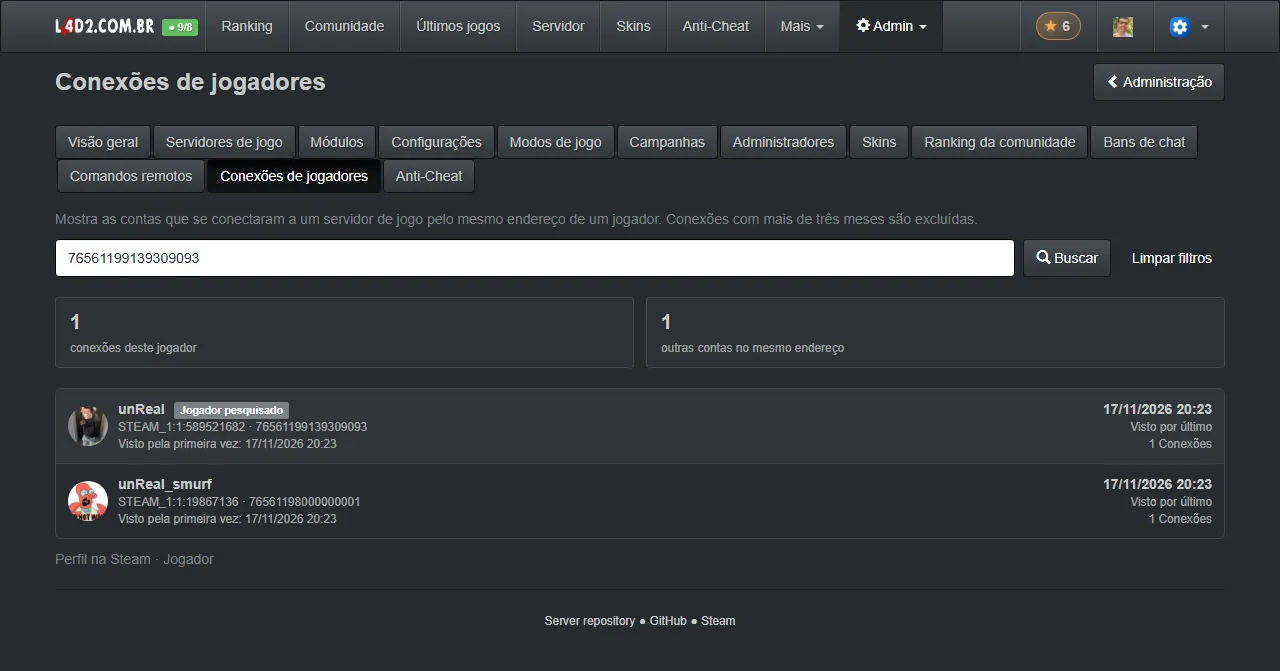 L4D2.COM.BR 9/8 Ranking Comunidade Últimos jogos Servidor Skins Anti-Cheat Mais Admin 6
Conexões de jogadores
Administração
Visão geral Servidores de jogo Módulos Configurações Modos de jogo Campanhas Administradores Skins Ranking da comunidade Bans de chat
Comandos remotos Conexões de jogadores Anti-Cheat
Mostra as contas que se conectaram a um servidor de jogo pelo mesmo endereço de um jogador. Conexões com mais de três meses são excluídas.
76561199139309093 Buscar Limpar filtros
1
conexões deste jogador
1
outras contas no mesmo endereço
unReal Jogador pesquisado
STEAM_1:1:589521682 · 76561199139309093
Visto pela primeira vez: 17/11/2026 20:23
17/11/2026 20:23
Visto por último
1 Conexões
unReal_smurf
STEAM_1:1:19867136 · 76561198000000001
Visto pela primeira vez: 17/11/2026 20:23
17/11/2026 20:23
Visto por último
1 Conexões
Perfil na Steam · Jogador
Server repository ● GitHub ● Steam